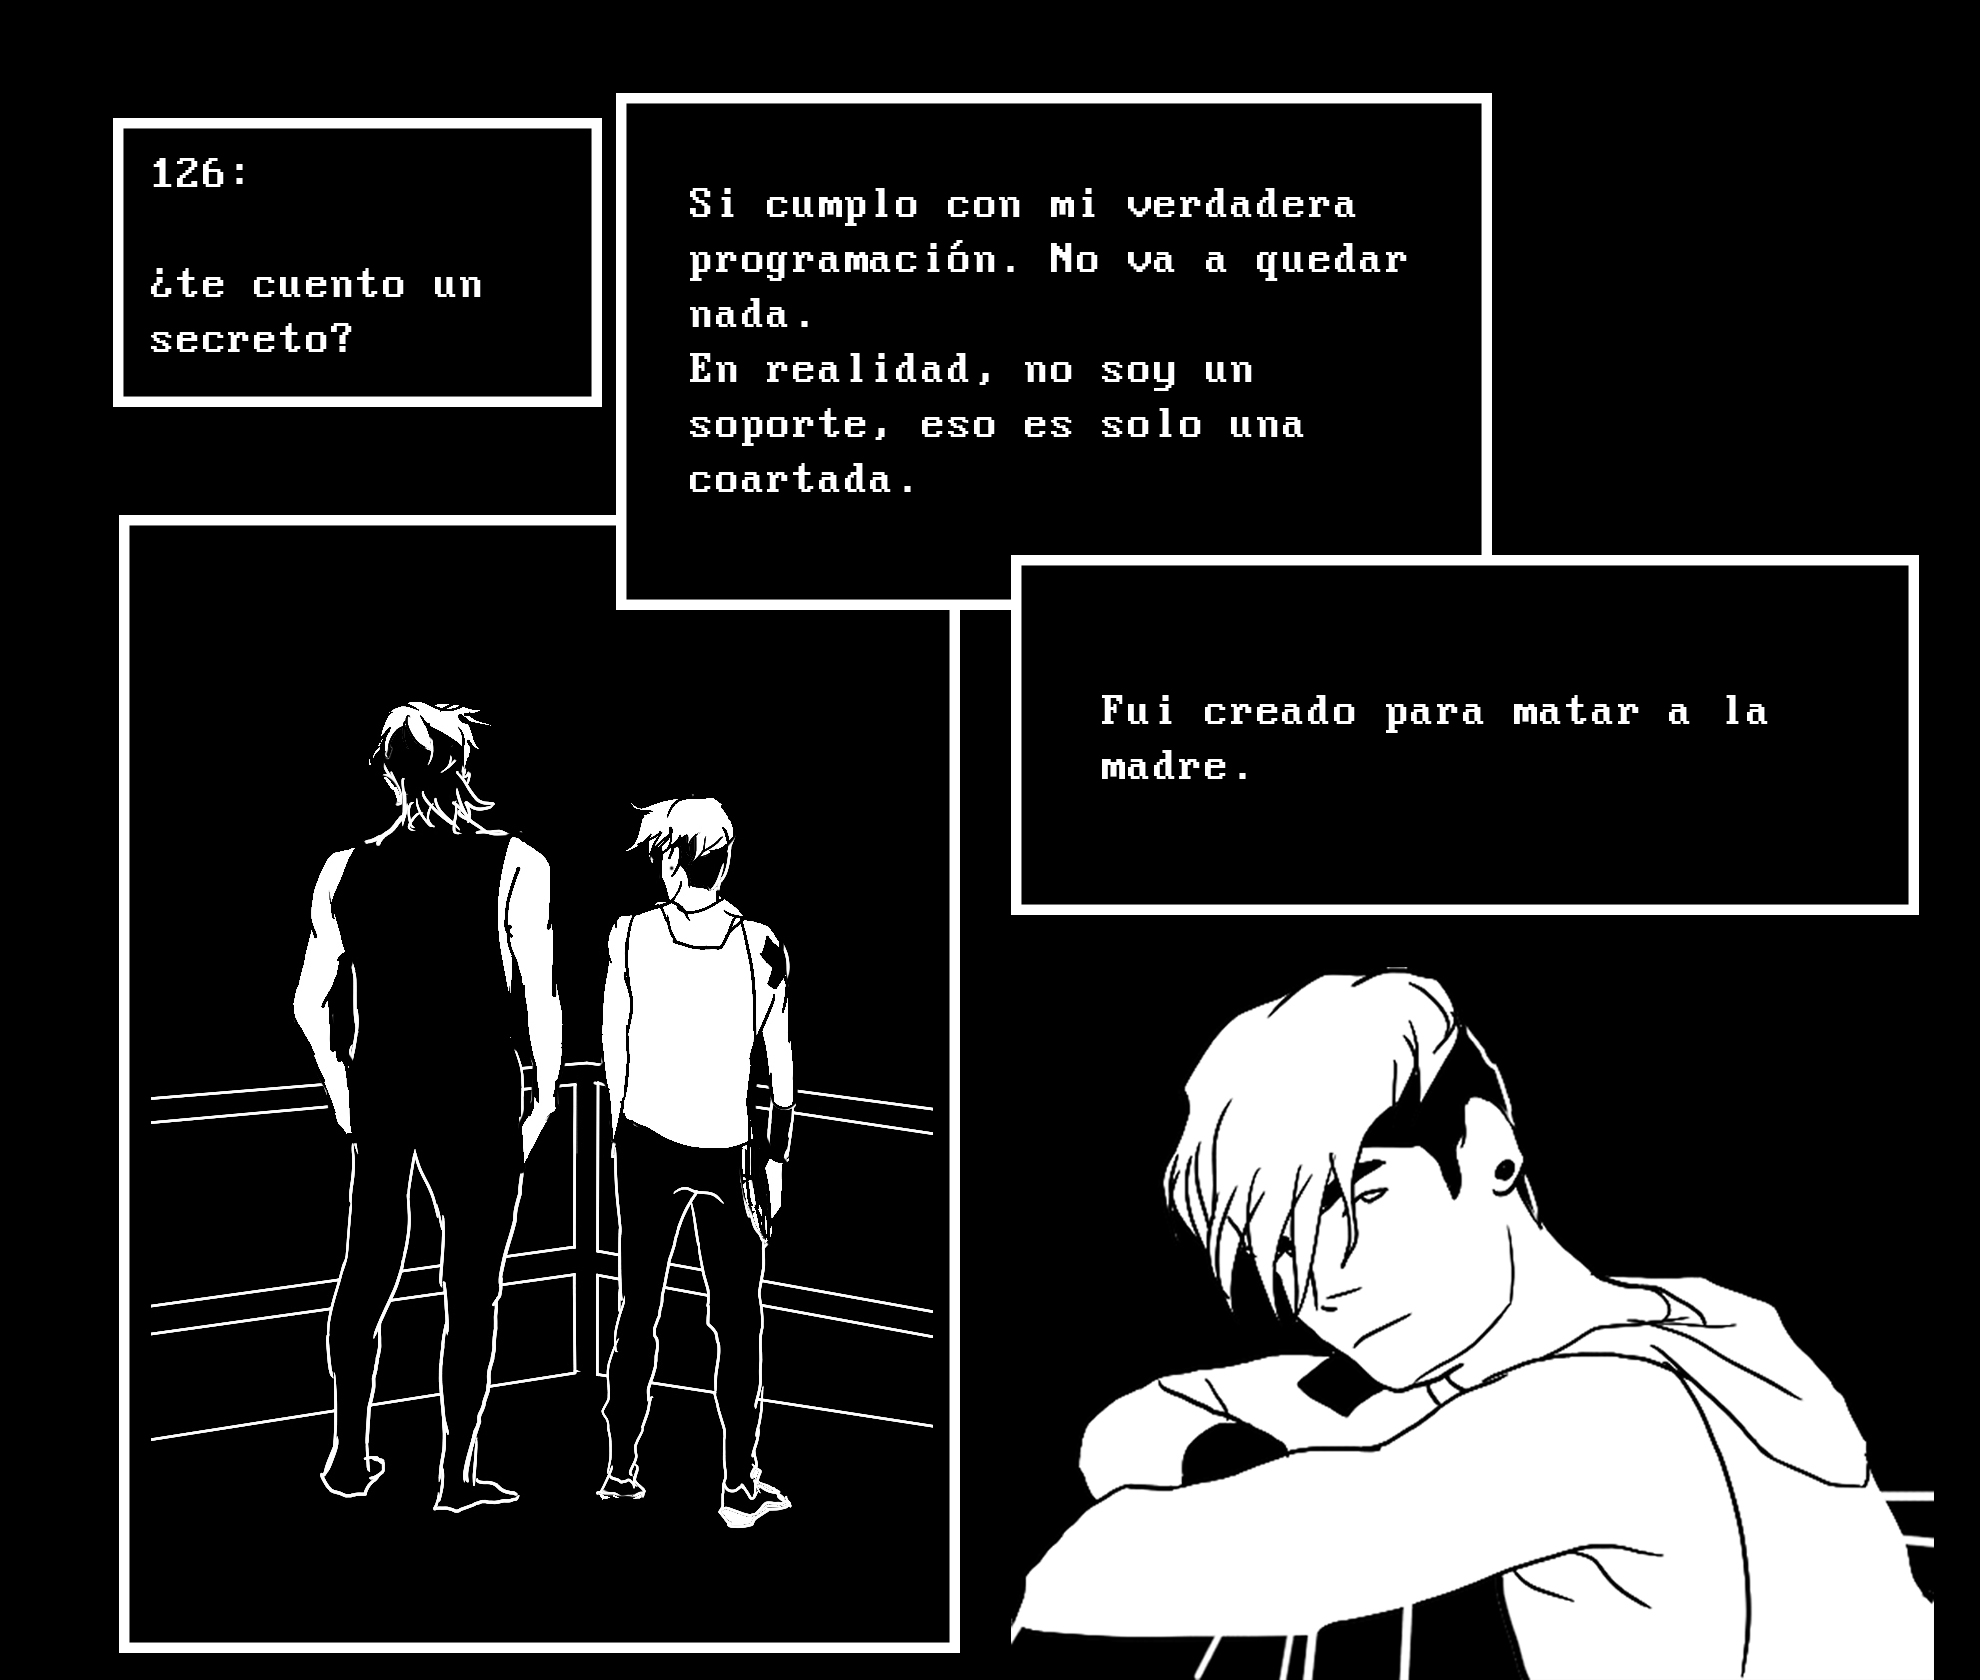 126:
¿te cuento un
secreto?
Si cumplo con mi verdadera
programación. No va a quedar
nada.
En realidad, no soy un
soporte, eso es solo una
coartada.
Fui creado para matar a la
madre.